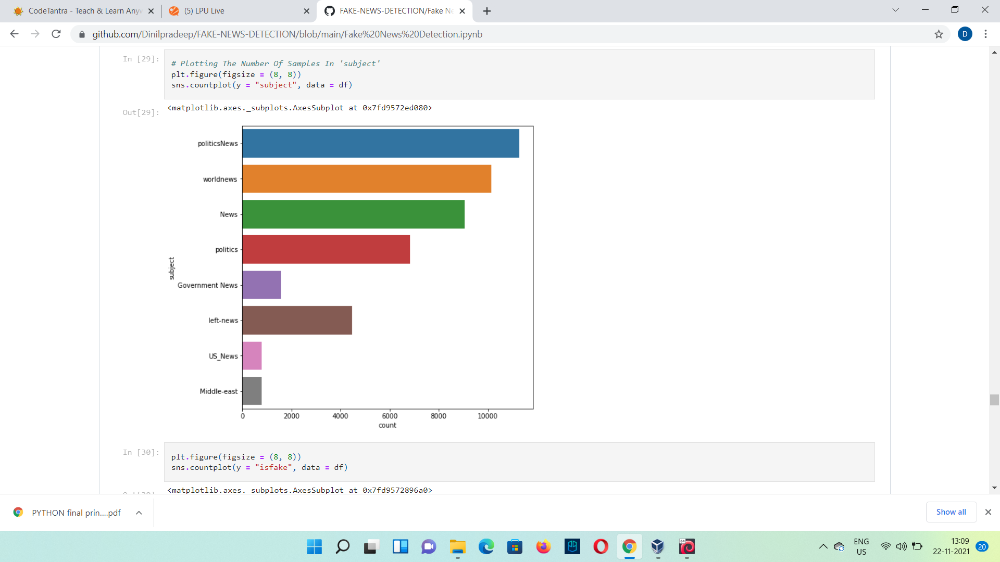 CodeTantra - Teach & Learn Anyw
(5) LPU Live
FAKE-NEWS-DETECTION/Fake Ne
github.com/Dinilpradeep/FAKE-NEWS-DETECTION/blob/main/Fake%20News%20Detection.ipynb
D
In [29]:
# Plotting The Number Of Samples In 'subject'
plt.figure(figsize = (8, 8))
sns.countplot(y = "subject", data = df)
Out[29]:
<matplotlib.axes._subplots.AxesSubplot at 0x7fd9572ed080>
politicsNews
worldnews
News
politics
Government News
left-news
US_News
Middle-east
subject
0 2000 4000 6000 8000 10000
count
In [30]:
plt.figure(figsize = (8, 8))
sns.countplot(y = "isfake", data = df)
Out[30]:
<matplotlib.axes._subplots.AxesSubplot at 0x7fd9572896a0>
PYTHON final prin....pdf
Show all
64
ENG
US
13:09
22-11-2021
20